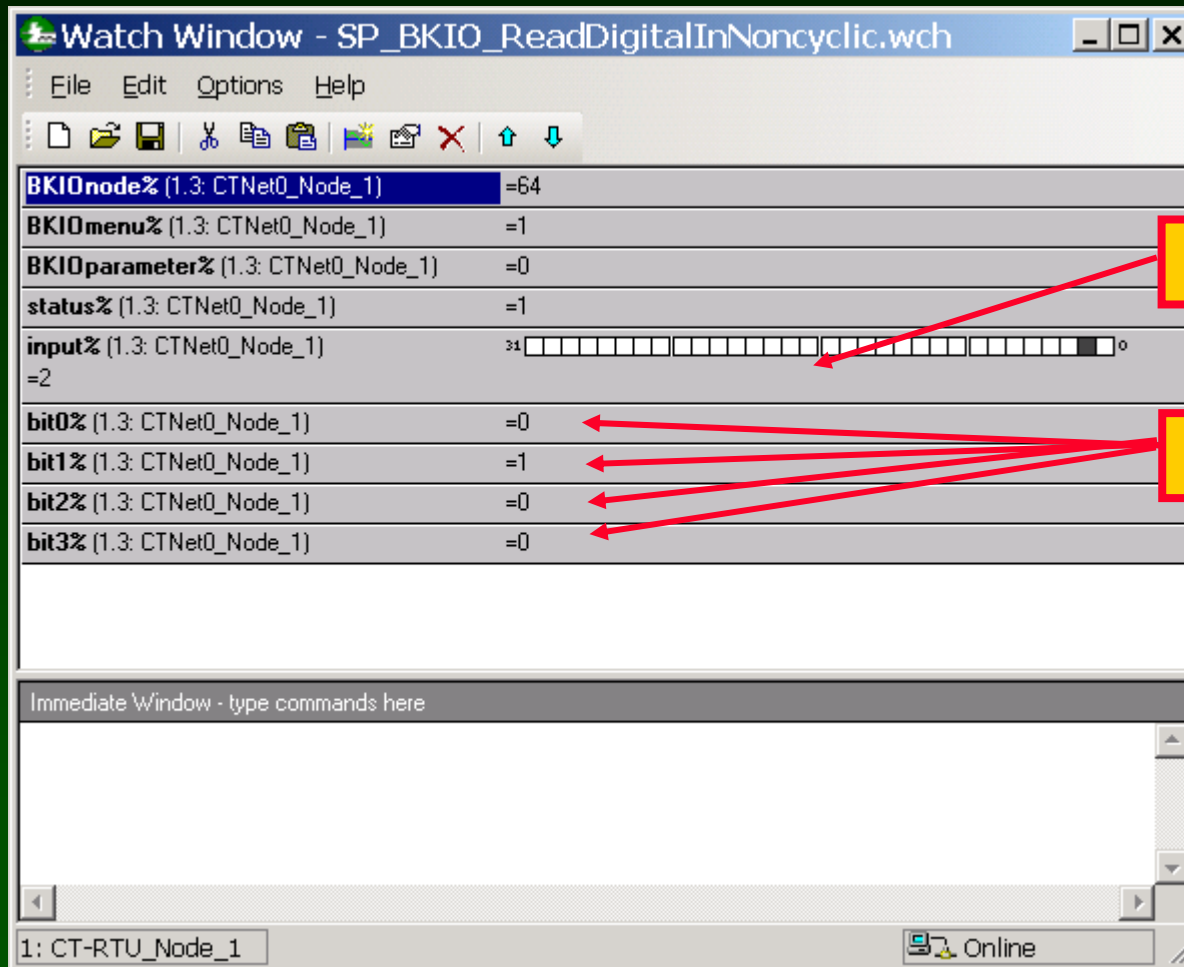 Watch Window - SP_BKIO_ReadDigitalInNoncyclic.wch
File Edit Options Help
BKIOnode% (1.3: CTNet0_Node_1) =64
BKIOmenu% (1.3: CTNet0_Node_1) =1
BKIOparameter% (1.3: CTNet0_Node_1) =0
status% (1.3: CTNet0_Node_1) =1
input% (1.3: CTNet0_Node_1) 31 0
=2
bit0% (1.3: CTNet0_Node_1) =0
bit1% (1.3: CTNet0_Node_1) =1
bit2% (1.3: CTNet0_Node_1) =0
bit3% (1.3: CTNet0_Node_1) =0
Immediate Window - type commands here
1: CT-RTU_Node_1 Online